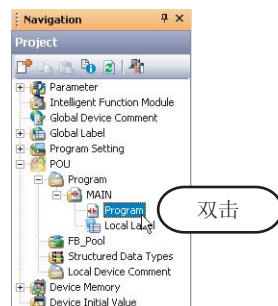 Navigation
Project
Parameter
Intelligent Function Module
Global Device Comment
Global Label
Program Setting
POU
Program
MAIN
Program
双击
Local Label
FB_Pool
Structured Data Types
Local Device Comment
Device Memory
Device Initial Value